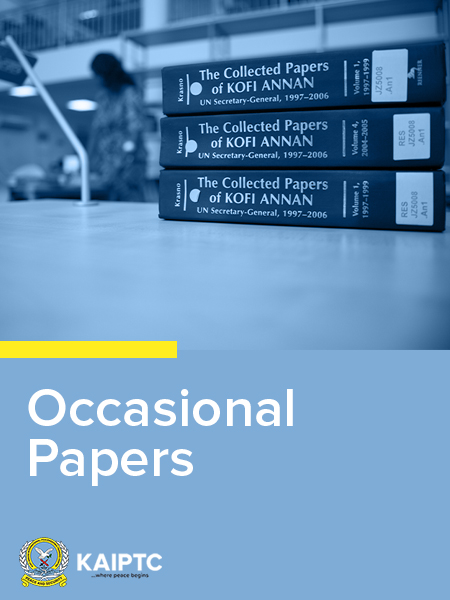 Krasno
The Collected Papers
of KOFI ANNAN
UN Secretary-General, 1997–2006
Volume 1,
1997–1999
JZ5008
.An1
RIENNER
Krasno
The Collected Papers
of KOFI ANNAN
UN Secretary-General, 1997–2006
Volume 4,
2004–2005
RES
JZ5008
.An1
Krasno
The Collected Papers
of KOFI ANNAN
UN Secretary-General, 1997–2006
Volume 1,
1997–1999
RES
JZ5008
.An1
Occasional
Papers
KAIPTC
...where peace begins